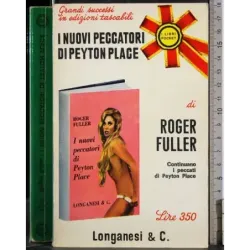 Grandi successi
in edizioni tascabili
I NUOVI PECCATORI
DI PEYTON PLACE
I LIBRI
POCKET
di
ROGER
FULLER
Continuano
i peccati
di Peyton Place
ROGER
FULLER
I nuovi
peccatori di
Peyton
Place
LONGANESI & C.
Lire 350
Longanesi & C.